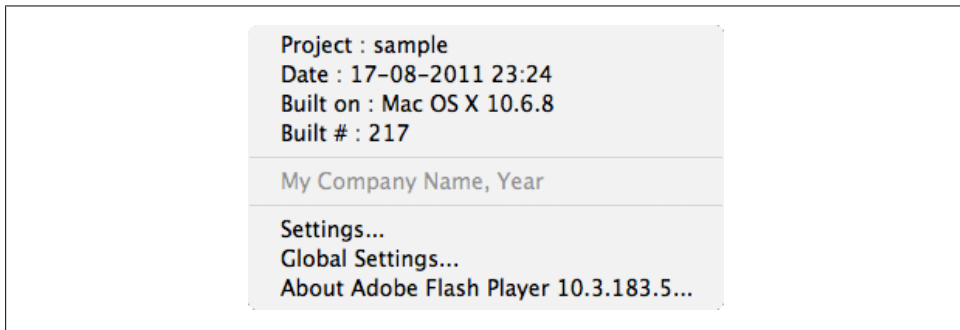 Project : sample
Date : 17-08-2011 23:24
Built on : Mac OS X 10.6.8
Built # : 217
My Company Name, Year
Settings...
Global Settings...
About Adobe Flash Player 10.3.183.5...